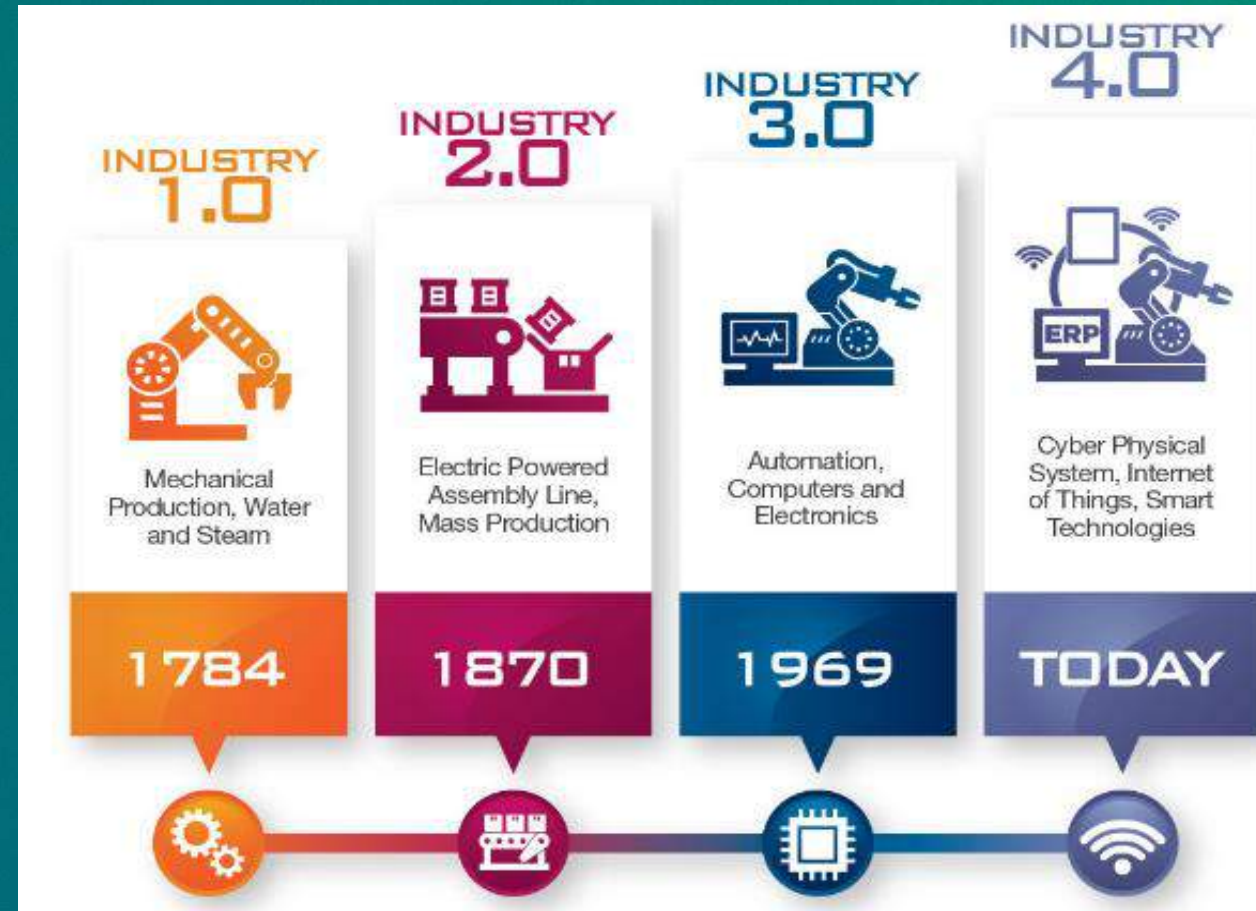 INDUSTRY
1.0
Mechanical
Production, Water
and Steam
1784
INDUSTRY
2.0
Electric Powered
Assembly Line,
Mass Production
1870
INDUSTRY
3.0
Automation,
Computers and
Electronics
1969
INDUSTRY
4.0
ERP
Cyber Physical
System, Internet
of Things, Smart
Technologies
TODAY